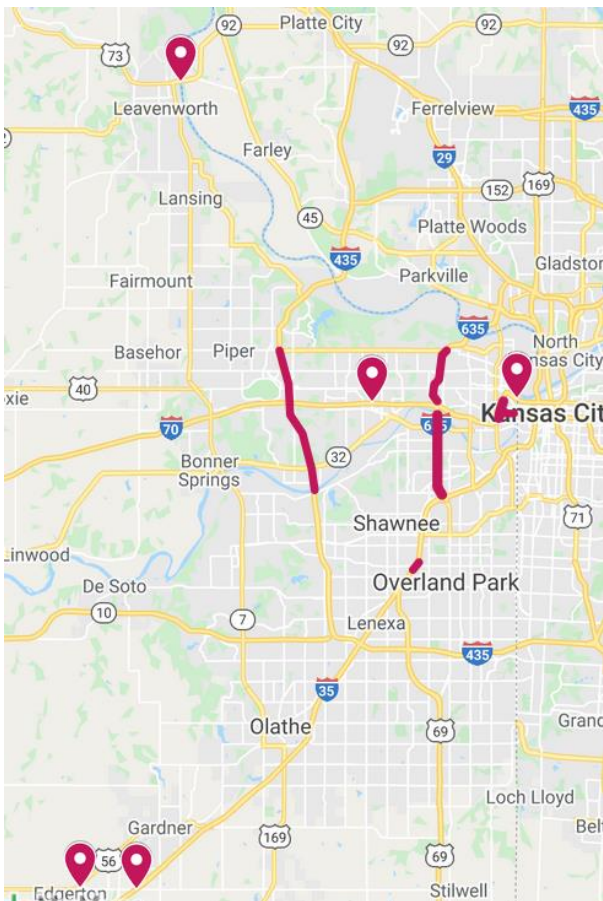 92
Platte City
92
73
92
Leavenworth
Ferrelview
435
Farley
29
152
169
Lansing
45
Platte Woods
435
Gladston
Fairmount
Parkville
635
North
Basehor
Piper
nsas City
40
oxie
Kansas Cit
70
32
Bonner
Springs
71
Shawnee
Linwood
Overland Park
De Soto
10
7
Lenexa
435
35
69
Olathe
Grand
Loch Lloyd
Gardner
169
Belt
56
69
Edgerton
Stilwell